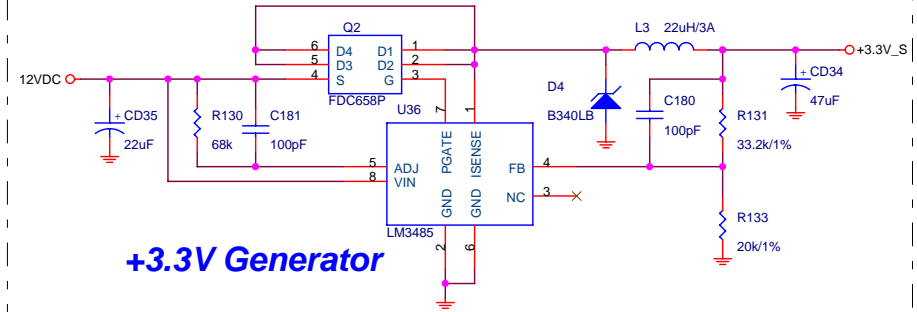 Q2
L3 22uH/3A
6 D4 D1 1
5 D3 D2 2
4 S G 3
FDC658P
+3.3V_S
12VDC
CD35
22uF
R130
68k
C181
100pF
U36
7
1
D4
B340LB
C180
100pF
CD34
47uF
R131
33.2k/1%
5 ADJ
8 VIN
PGATE
ISENSE
FB 4
NC 3
GND
GND
LM3485
2
6
R133
20k/1%
+3.3V Generator